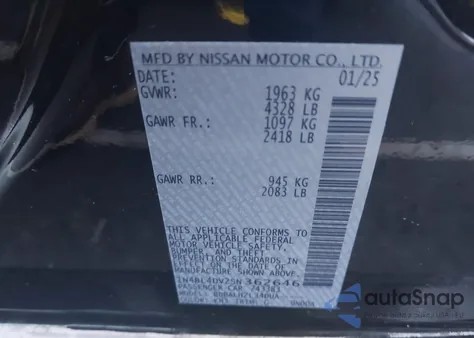 MFD BY NISSAN MOTOR CO., LTD.
DATE: 01/25
GVWR: 1963 KG
4328 LB
GAWR FR.: 1097 KG
2418 LB
GAWR RR.: 945 KG
2083 LB
THIS VEHICLE CONFORMS TO
ALL APPLICABLE FEDERAL
MOTOR VEHICLE SAFETY,
BUMPER, AND THEFT
PREVENTION STANDARDS
IN EFFECT ON THE DATE OF
MANUFACTURE SHOWN ABOVE.
PASSENGER CAR
autaSnap